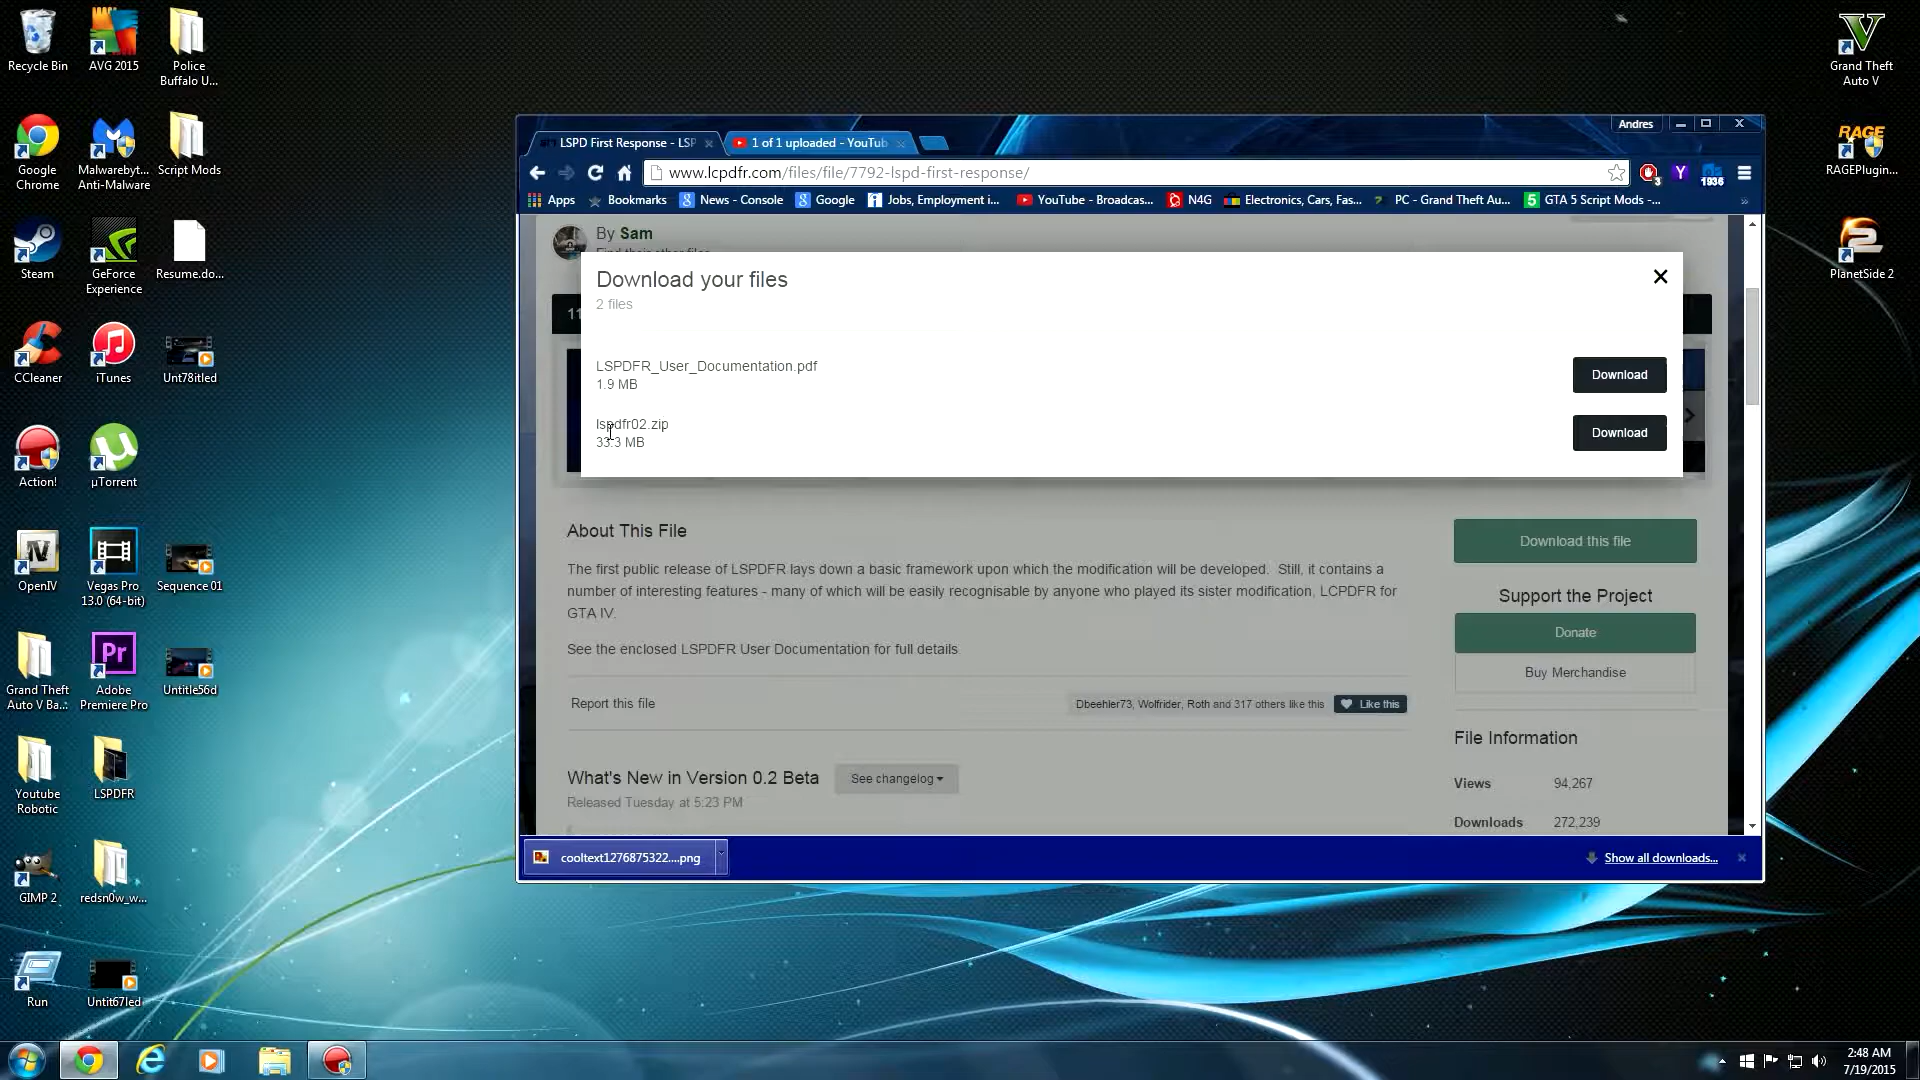 Recycle Bin
AVG 2015
Police
Buffalo U...
Google
Chrome
Malwarebyt...
Anti-Malware
Script Mods
Steam
GeForce
Experience
Resume.do...
CCleaner
iTunes
Unt78itled
Action!
µTorrent
OpenIV
Vegas Pro
13.0 (64-bit)
Sequence 01
Grand Theft
Auto V Ba...
Pr
Adobe
Premiere Pro
Untitle56d
Youtube
Robotic
LSPDFR
GIMP 2
redsn0w_w...
Run
Untit67led
Grand Theft
Auto V
RAGE
RAGEPlugin...
PlanetSide 2
Andres
LSPD First Response - LSP
1 of 1 uploaded - YouTub
www.lcpdfr.com/files/file/7792-lspd-first-response/
3
Y
1936
Apps
Bookmarks
News - Console
Google
Jobs, Employment i...
YouTube - Broadcas...
N4G
Electronics, Cars, Fas...
PC - Grand Theft Au...
GTA 5 Script Mods -...
By Sam
Download your files
2 files
11
LSPDFR_User_Documentation.pdf
1.9 MB
Download
lspdfr02.zip
33.3 MB
Download
About This File
The first public release of LSPDFR lays down a basic framework upon which the modification will be developed. Still, it contains a
number of interesting features - many of which will be easily recognisable by anyone who played its sister modification, LCPDFR for
GTA IV.
See the enclosed LSPDFR User Documentation for full details
Download this file
Support the Project
Donate
Buy Merchandise
Report this file
Dbeehler73, Wolfrider, Roth and 317 others like this
Like this
File Information
What's New in Version 0.2 Beta
See changelog
Released Tuesday at 5:23 PM
Views
94,267
Downloads
272,239
cooltext1276875322....png
Show all downloads...
2:48 AM
7/19/2015